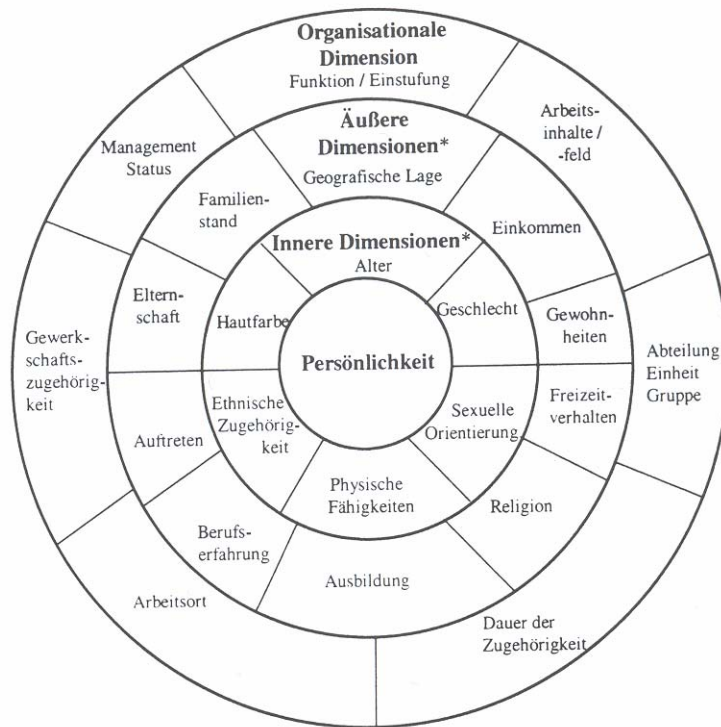 Organisationale
Dimension
Funktion / Einstufung
Arbeits-
inhalte /
-feld
Abteilung
Einheit
Gruppe
Dauer der
Zugehörigkeit
Arbeitsort
Gewerk-
schafts-
zugehörig-
keit
Management
Status
Äußere
Dimensionen*
Geografische Lage
Einkommen
Gewohn-
heiten
Freizeit-
verhalten
Religion
Ausbildung
Berufs-
erfahrung
Auftreten
Eltern-
schaft
Familien-
stand
Innere Dimensionen*
Alter
Geschlecht
Sexuelle
Orientierung
Physische
Fähigkeiten
Ethnische
Zugehörig-
keit
Hautfarbe
Persönlichkeit